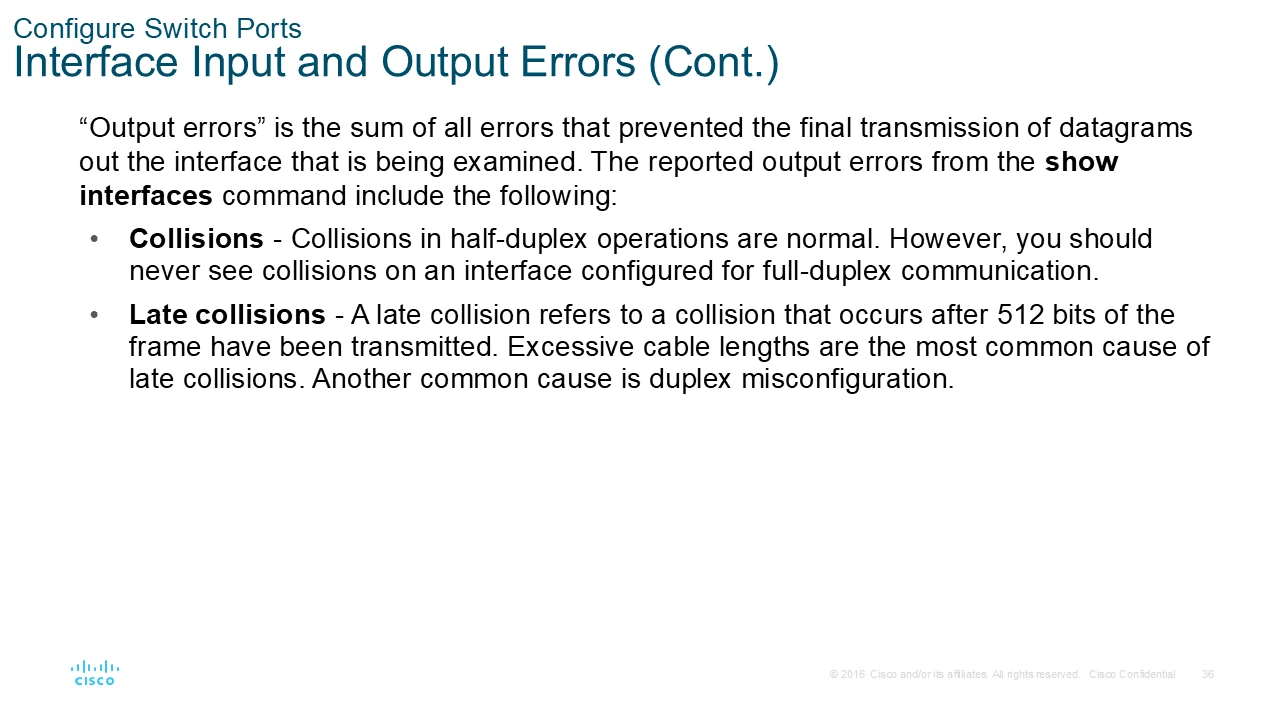 Configure Switch Ports
Interface Input and Output Errors (Cont.)
“Output errors” is the sum of all errors that prevented the final transmission of datagrams
out the interface that is being examined. The reported output errors from the show
interfaces command include the following:
• Collisions - Collisions in half-duplex operations are normal. However, you should
never see collisions on an interface configured for full-duplex communication.
• Late collisions - A late collision refers to a collision that occurs after 512 bits of the
frame have been transmitted. Excessive cable lengths are the most common cause of
late collisions. Another common cause is duplex misconfiguration.
CISCO
© 2016 Cisco and/or its affiliates. All rights reserved. Cisco Confidential 36